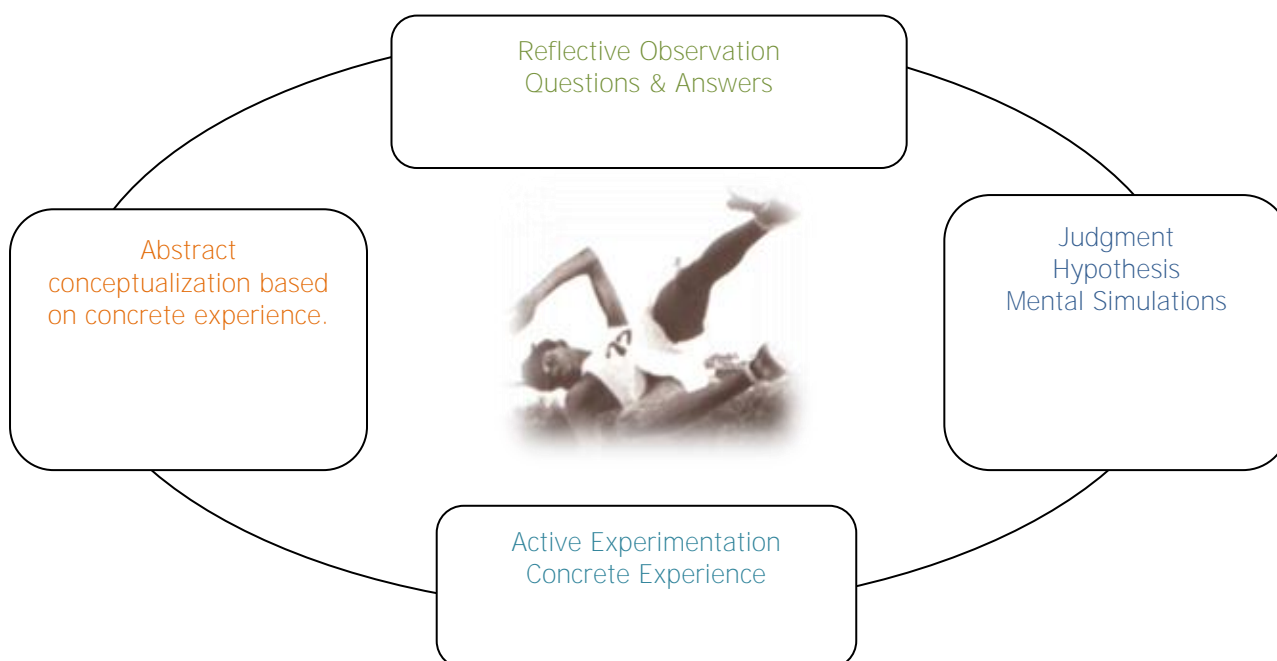 Reflective Observation
Questions & Answers
Abstract
conceptualization based
on concrete experience.
Judgment
Hypothesis
Mental Simulations
Active Experimentation
Concrete Experience